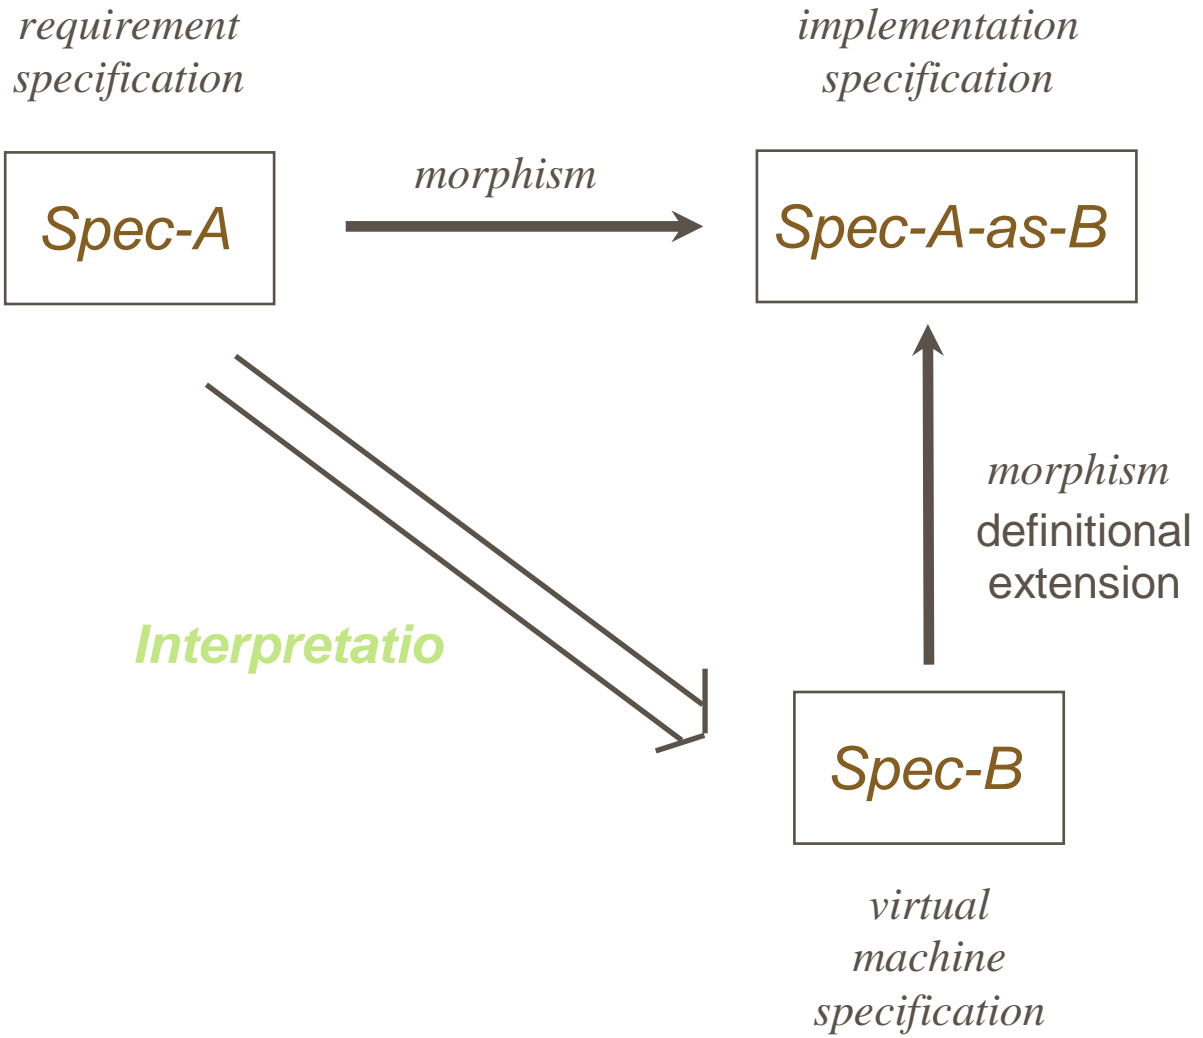 requirement
specification
implementation
specification
Spec-A
morphism
Spec-A-as-B
morphism
definitional
extension
Interpretatio
Spec-B
virtual
machine
specification